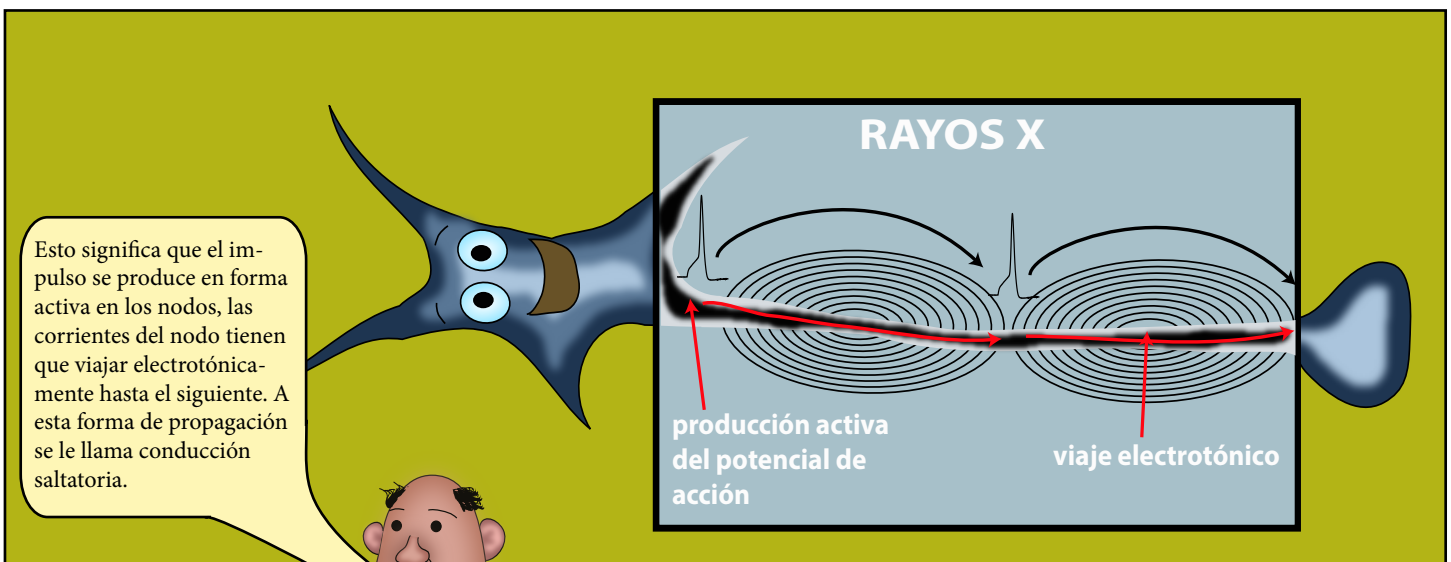 RAYOS X
Esto significa que el im-
pulso se produce en forma
activa en los nodos, las
corrientes del nodo tienen
que viajar electrotónica-
mente hasta el siguiente. A
esta forma de propagación
se le llama conducción
saltatoria.
producción activa
del potencial de
acción
viaje electrotónico